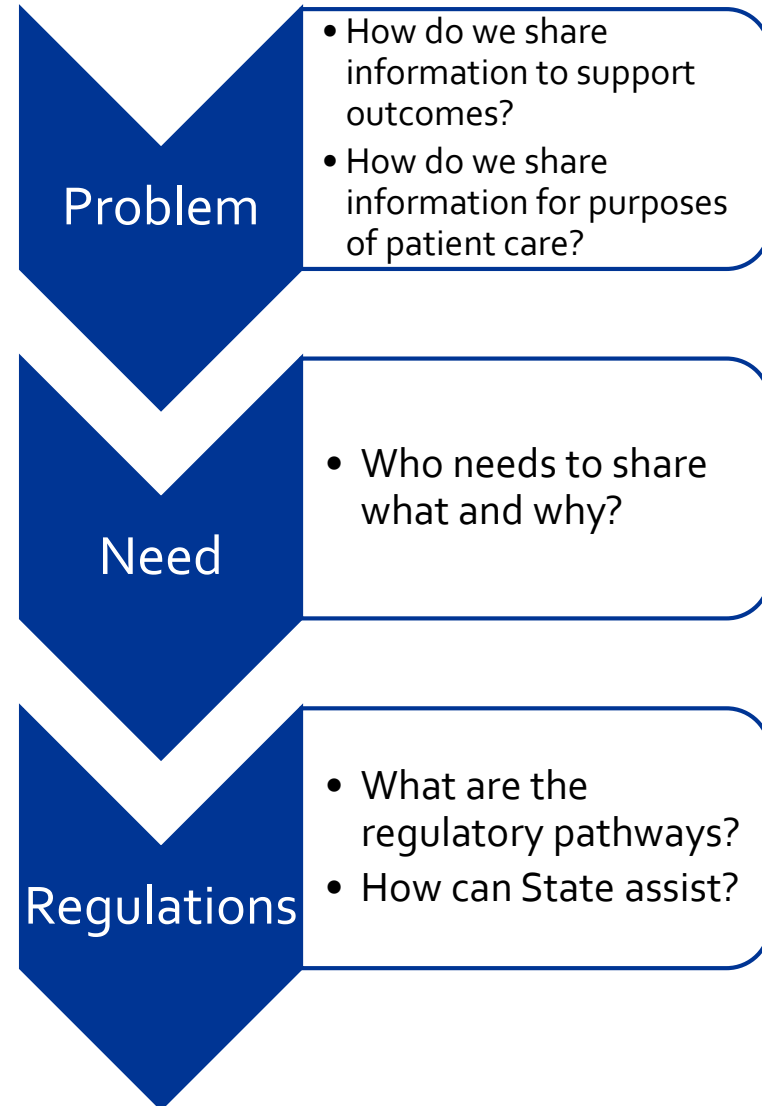 Problem
• How do we share
information to support
outcomes?
• How do we share
information for purposes
of patient care?
Need
• Who needs to share
what and why?
Regulations
• What are the
regulatory pathways?
• How can State assist?